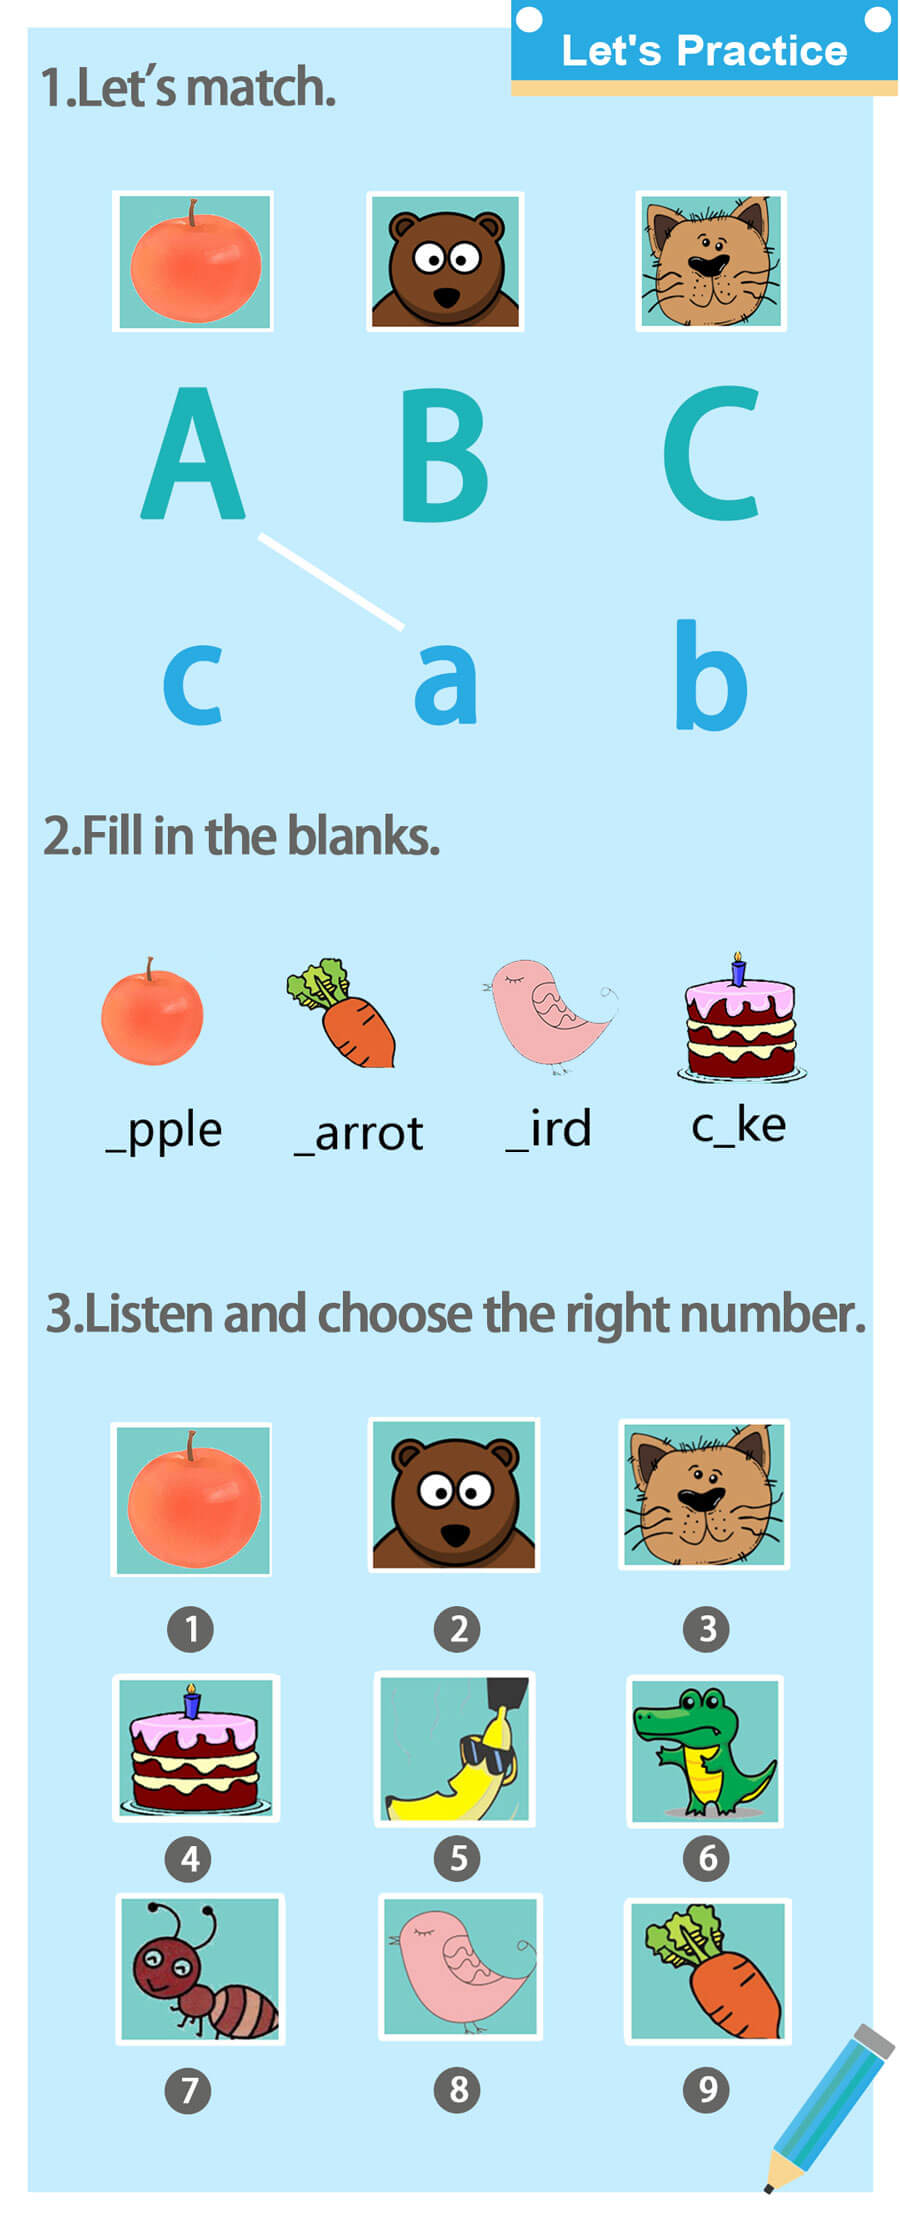 Let's Practice
1.Let's match.
A B C
c a b
2.Fill in the blanks.
_pple _arrot _ird c_ke
3.Listen and choose the right number.
1 2 3
4 5 6
7 8 9